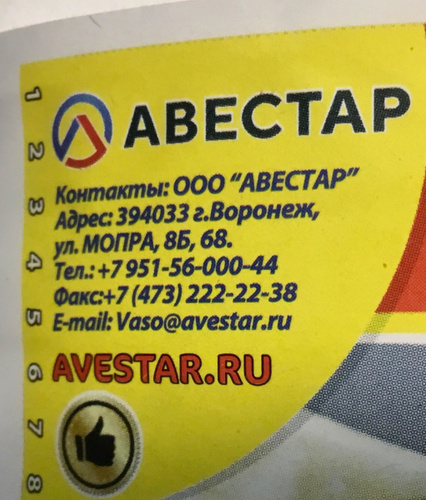 АВЕСТАР
Контакты: ООО "АВЕСТАР"
Адрес: 394033 г.Воронеж,
ул. МОПРА, 8Б, 68.
Тел.: +7 951-56-000-44
Факс:+7 (473) 222-22-38
E-mail: Vaso@avestar.ru
AVESTAR.RU
1
2
3
4
5
6
7
8